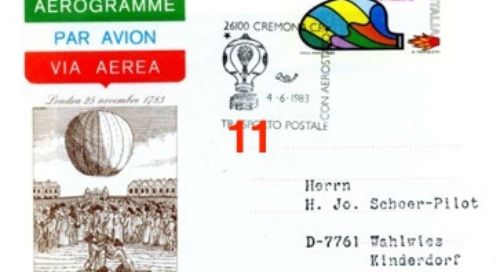 AEROGRAMME
PAR AVION
VIA AEREA
Londra 25 novembre 1783
26100 CREMONA C.P.
4-6-1983
TRASPORTO POSTALE
CON AEROST
ITALIA
11
Herrn
H. Jo. Scheer-Pilot
D-7761 Wahlwies
Kinderdorf